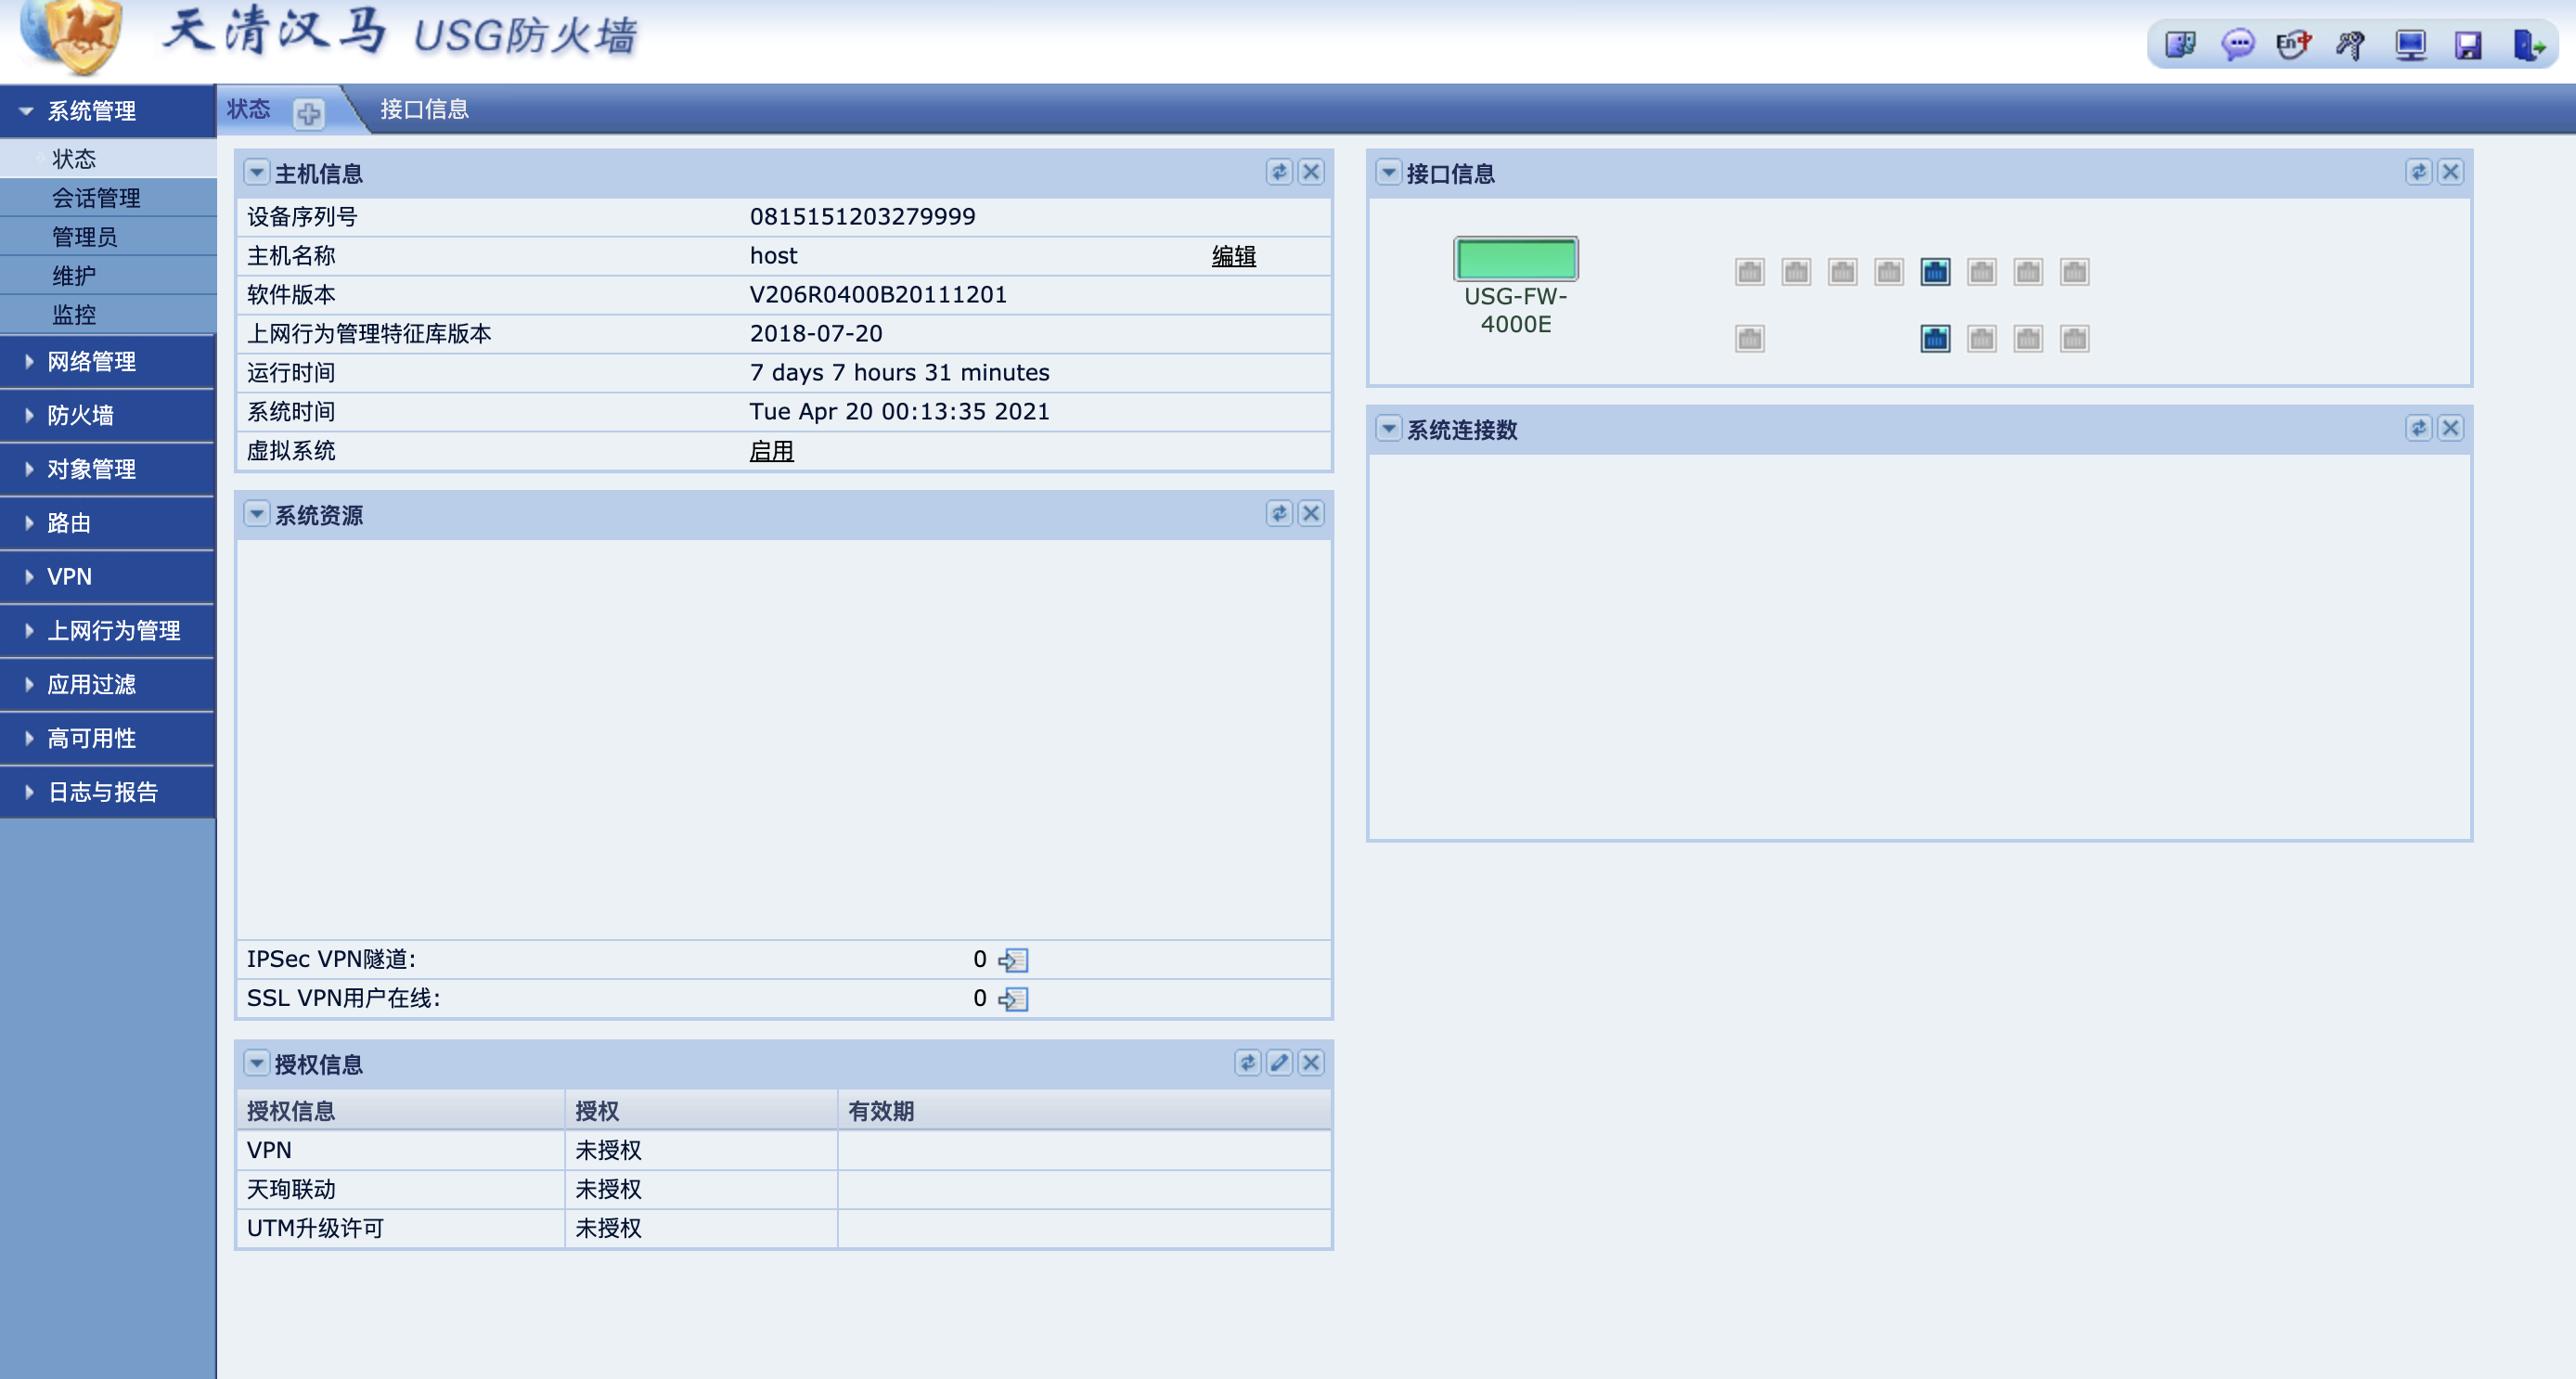 天清汉马 USG防火墙
En中
系统管理
状态
会话管理
管理员
维护
监控
网络管理
防火墙
对象管理
路由
VPN
上网行为管理
应用过滤
高可用性
日志与报告
状态 接口信息
主机信息
设备序列号 0815151203279999
主机名称 host 编辑
软件版本 V206R0400B20111201
上网行为管理特征库版本 2018-07-20
运行时间 7 days 7 hours 31 minutes
系统时间 Tue Apr 20 00:13:35 2021
虚拟系统 启用
系统资源
IPSec VPN隧道: 0
SSL VPN用户在线: 0
授权信息
授权信息 授权 有效期
VPN 未授权
天珣联动 未授权
UTM升级许可 未授权
接口信息
USG-FW-
4000E
系统连接数